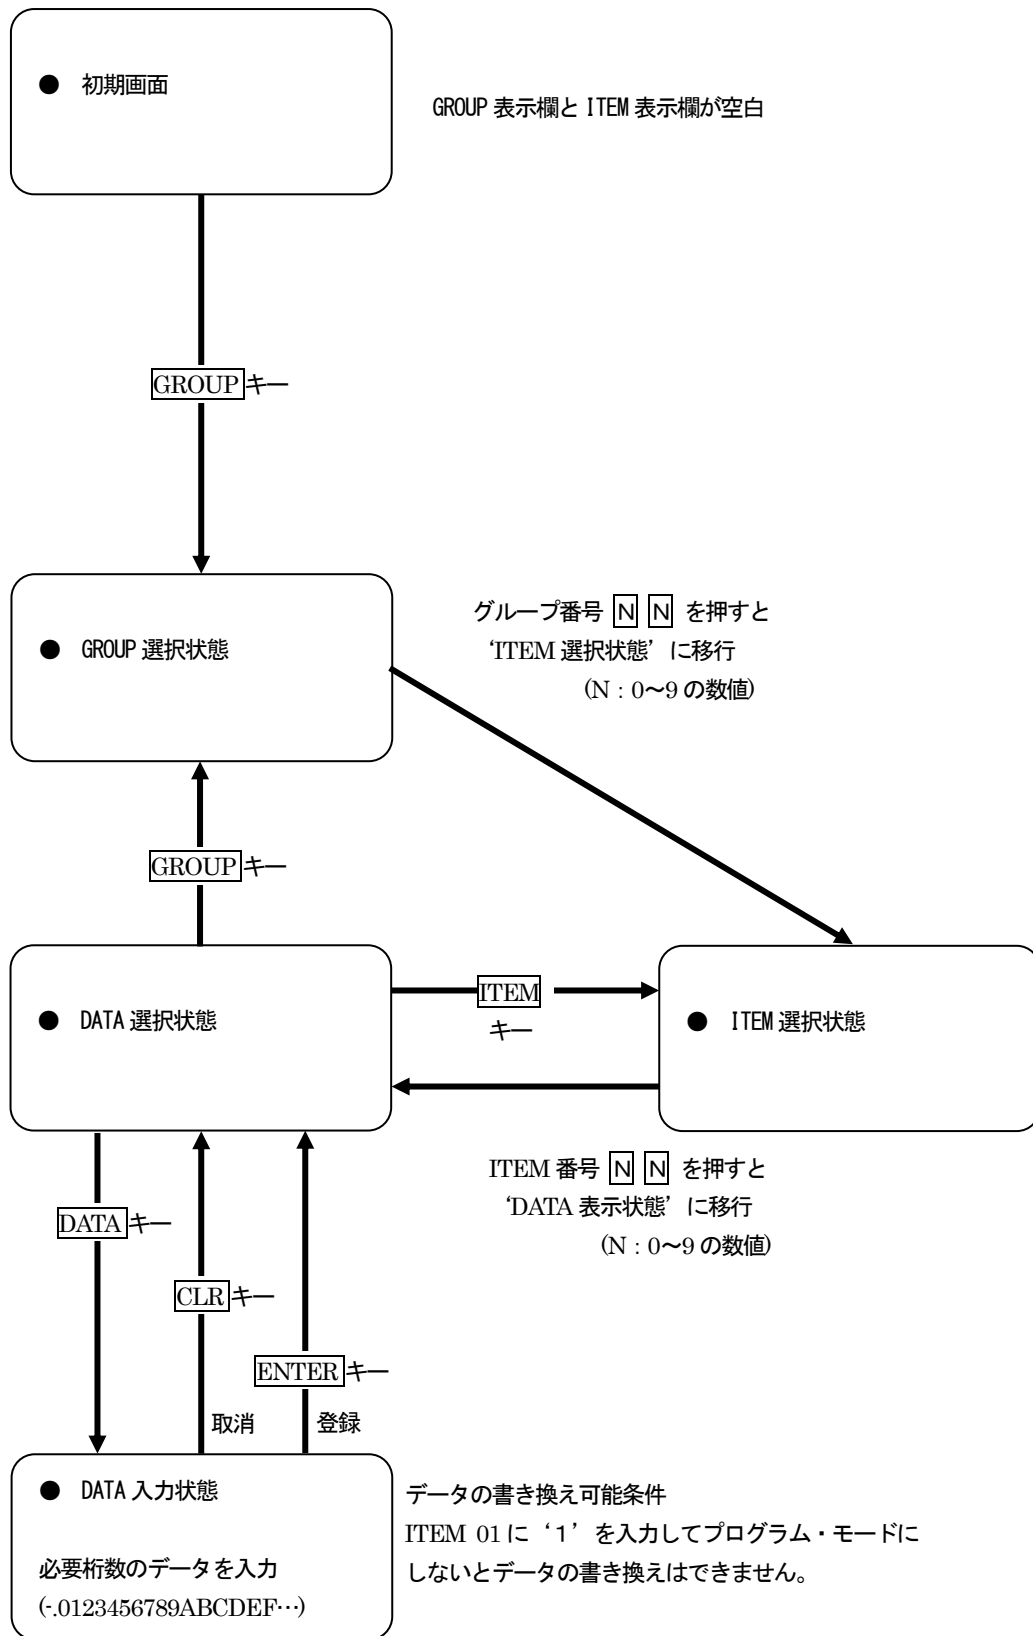 ● 初期画面
GROUP 表示欄と ITEM 表示欄が空白
GROUP キー
● GROUP 選択状態
グループ番号 N N を押すと
‘ITEM 選択状態’ に移行
(N : 0～9 の数値)
GROUP キー
● DATA 選択状態
ITEM
キー
● ITEM 選択状態
ITEM 番号 N N を押すと
‘DATA 表示状態’ に移行
(N : 0～9 の数値)
DATA キー
CLR キー
ENTER キー
取消
登録
● DATA 入力状態
必要桁数のデータを入力
(-.0123456789ABCDEF…)
データの書き換え可能条件
ITEM 01 に ‘１’ を入力してプログラム・モードに
しないとデータの書き換えはできません。